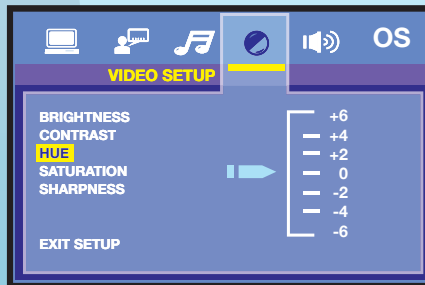 OS
VIDEO SETUP
BRIGHTNESS
CONTRAST
HUE
SATURATION
SHARPNESS
EXIT SETUP
+6
+4
+2
0
-2
-4
-6